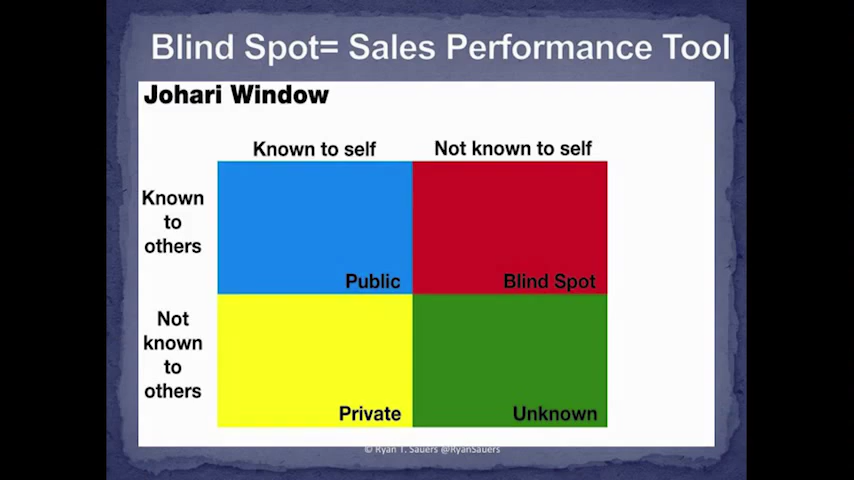 Blind Spot= Sales Performance Tool
Johari Window
Known to self
Not known to self
Known
to
others
Public
Blind Spot
Not
known
to
others
Private
Unknown
© Ryan T. Sauers @RyanSauers